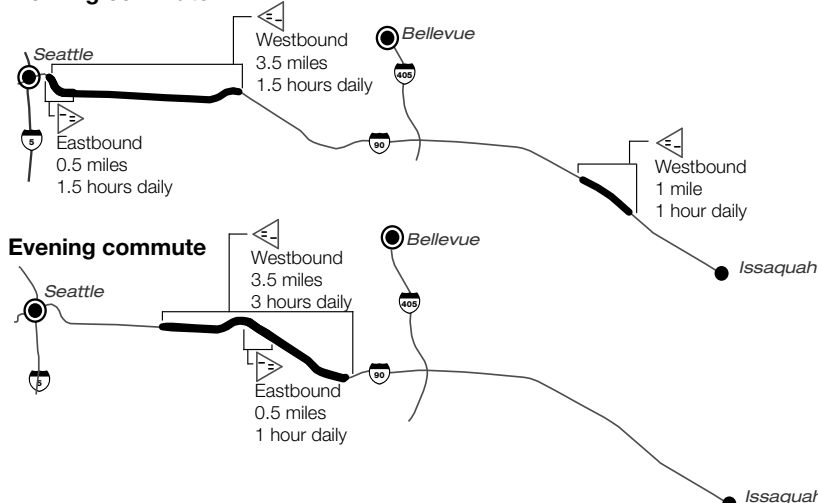 Seattle
Westbound
3.5 miles
1.5 hours daily
Bellevue
405
5
Eastbound
0.5 miles
1.5 hours daily
90
Westbound
1 mile
1 hour daily
Issaquah
Evening commute
Seattle
Westbound
3.5 miles
3 hours daily
Bellevue
405
5
Eastbound
0.5 miles
1 hour daily
90
Issaquah